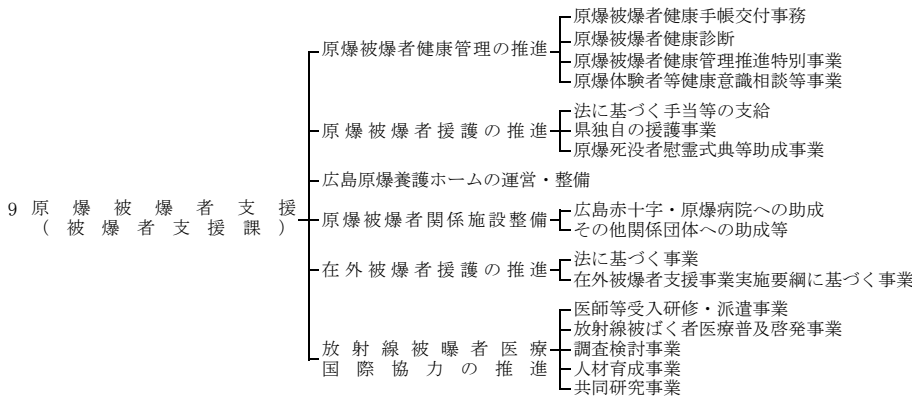 9 原爆被爆者支援
(被爆者支援課)
原爆被爆者健康管理の推進
原爆被爆者健康手帳交付事務
原爆被爆者健康診断
原爆被爆者健康管理推進特別事業
原爆体験者等健康意識相談等事業
原爆被爆者援護の推進
法に基づく手当等の支給
県独自の援護事業
原爆死没者慰霊式典等助成事業
広島原爆養護ホームの運営・整備
原爆被爆者関係施設整備
広島赤十字・原爆病院への助成
その他関係団体への助成等
在外被爆者援護の推進
法に基づく事業
在外被爆者支援事業実施要綱に基づく事業
放射線被曝者医療
国際協力の推進
医師等受入研修・派遣事業
放射線被ばく者医療普及啓発事業
調査検討事業
人材育成事業
共同研究事業